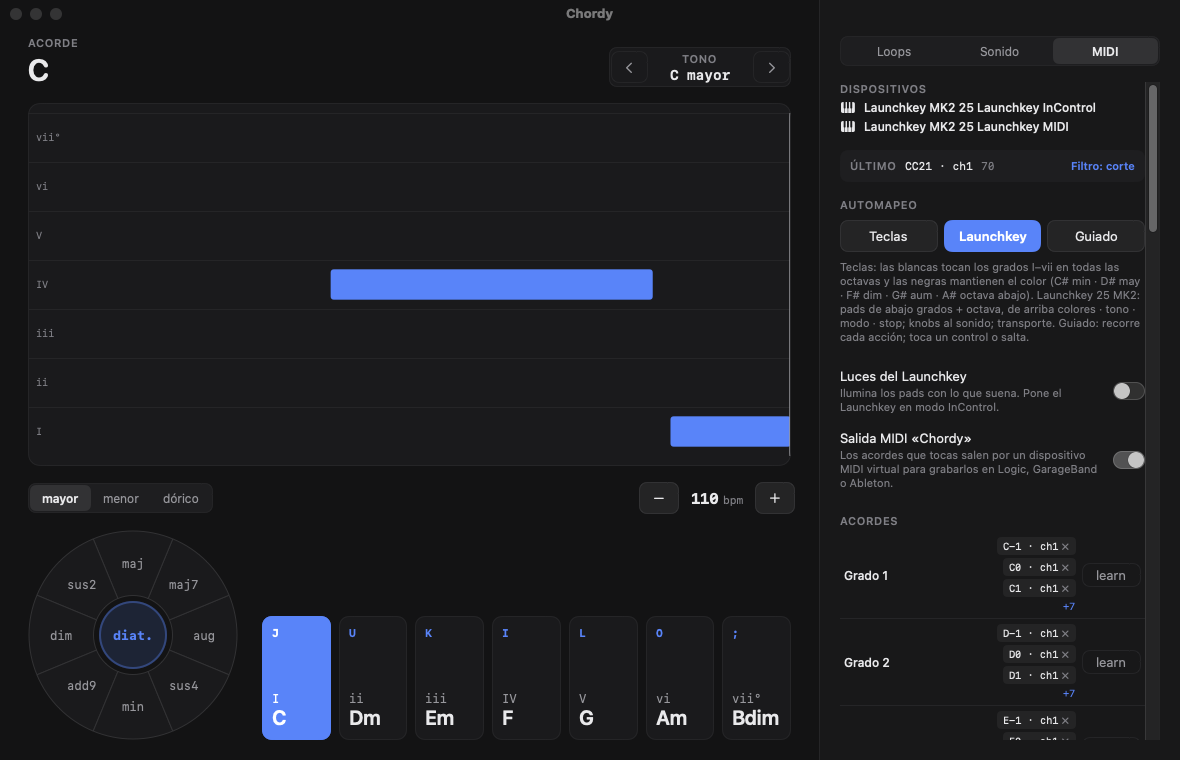 Chordy
ACORDE
C
TONO
C mayor
vii°
vi
V
IV
iii
ii
I
mayor
menor
dórico
110 bpm
maj
sus2
maj7
dim
diat.
aug
add9
sus4
min
J
I
C
U
ii
Dm
K
iii
Em
I
IV
F
L
V
G
O
vi
Am
;
vii°
Bdim
Loops
Sonido
MIDI
DISPOSITIVOS
Launchkey MK2 25 Launchkey InControl
Launchkey MK2 25 Launchkey MIDI
ÚLTIMO CC21 · ch1 70 Filtro: corte
AUTOMAPEO
Teclas
Launchkey
Guiado
Teclas: las blancas tocan los grados I–vii en todas las
octavas y las negras mantienen el color (C# min · D# may
· F# dim · G# aum · A# octava abajo). Launchkey 25 MK2:
pads de abajo grados + octava, de arriba colores · tono ·
modo · stop; knobs al sonido; transporte. Guiado: recorre
cada acción; toca un control o salta.
Luces del Launchkey
Ilumina los pads con lo que suena. Pone el
Launchkey en modo InControl.
Salida MIDI «Chordy»
Los acordes que tocas salen por un dispositivo
MIDI virtual para grabarlos en Logic, GarageBand
o Ableton.
ACORDES
Grado 1
C-1 · ch1
C0 · ch1
C1 · ch1
+7
learn
Grado 2
D-1 · ch1
D0 · ch1
D1 · ch1
+7
learn
E-1 · ch1